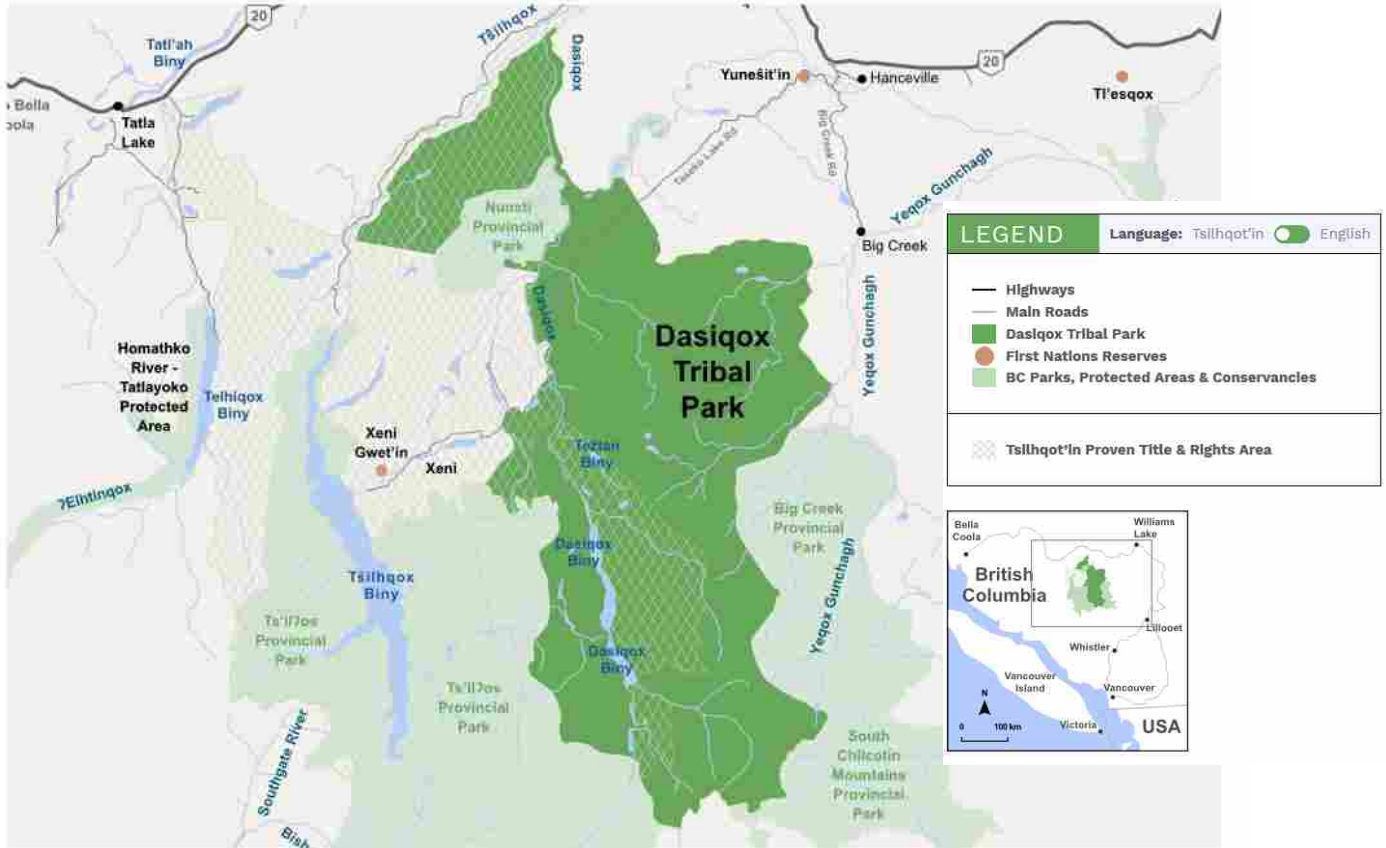 20
Tatl'ah
Biny
Tŝilhqox
Dasiqox
Bella
Tatla
Lake
Yuneŝit'in
Hanceville
20
Tl'esqox
Taseko Lake Rd
Big Creek Rd
Yeqox Gunchagh
Big Creek
Nunsti
Provincial
Park
Dasiqox
Yeqox Gunchagh
Dasiqox
Tribal
Park
Homathko
River -
Tatlayoko
Protected
Area
Telhiqox
Biny
Xeni
Gwet'in
Xeni
Teztan
Biny
ʔElhtinqox
Big Creek
Provincial
Park
Dasiqox
Biny
Yeqox Gunchagh
Tŝilhqox
Biny
Ts'il?os
Provincial
Park
Dasiqox
Biny
Ts'il?os
Provincial
Park
Southgate River
South
Chilcotin
Mountains
Provincial
Park
Bish
LEGEND
Language: Tsilhqot'in English
Highways
Main Roads
Dasiqox Tribal Park
First Nations Reserves
BC Parks, Protected Areas & Conservancies
Tsilhqot'in Proven Title & Rights Area
Bella
Coola
Williams
Lake
British
Columbia
Lillooet
Whistler
Vancouver
Island
Vancouver
N
0 100 km
Victoria
USA